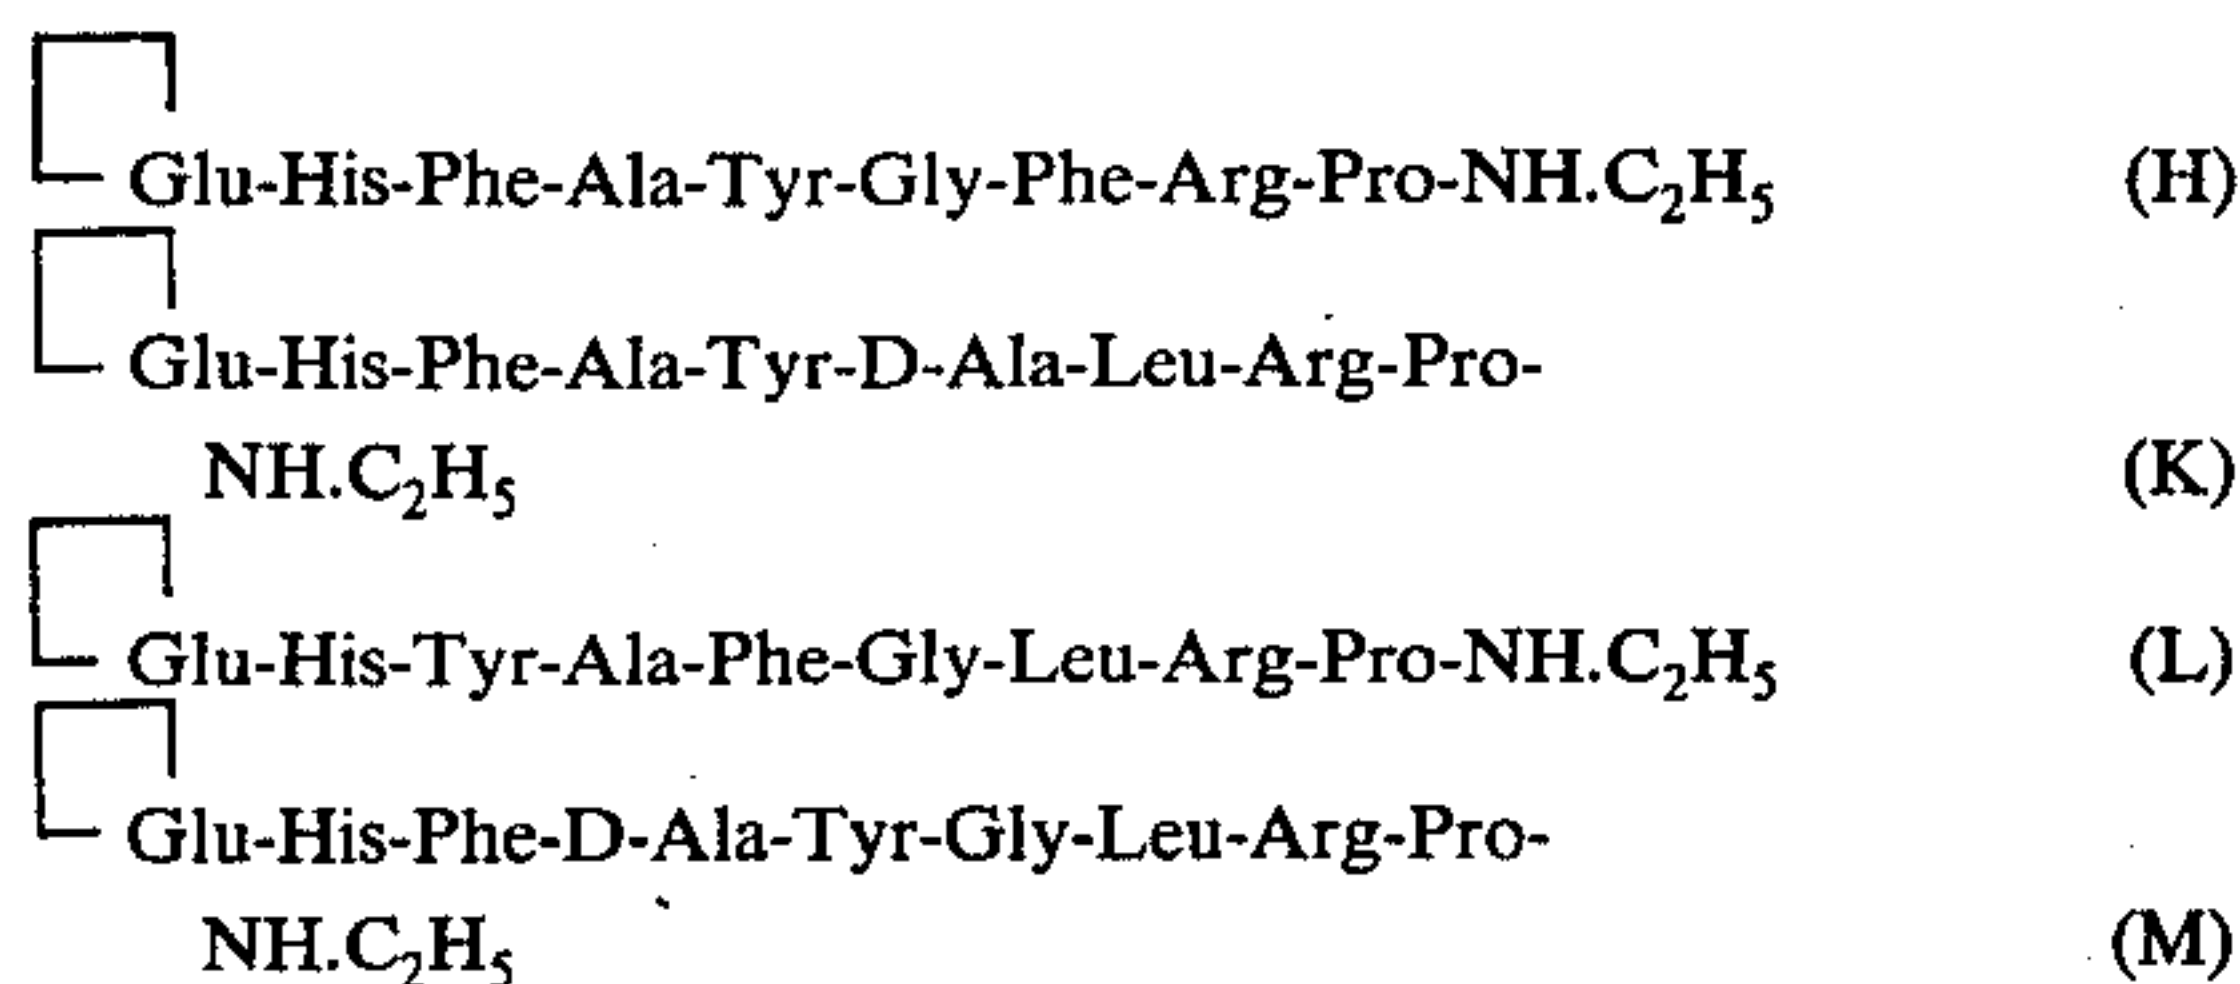 Glu-His-Phe-Ala-Tyr-Gly-Phe-Arg-Pro-NH.C₂H₅ (H)
Glu-His-Phe-Ala-Tyr-D-Ala-Leu-Arg-Pro-
NH.C₂H₅ (K)
Glu-His-Tyr-Ala-Phe-Gly-Leu-Arg-Pro-NH.C₂H₅ (L)
Glu-His-Phe-D-Ala-Tyr-Gly-Leu-Arg-Pro-
NH.C₂H₅ (M)